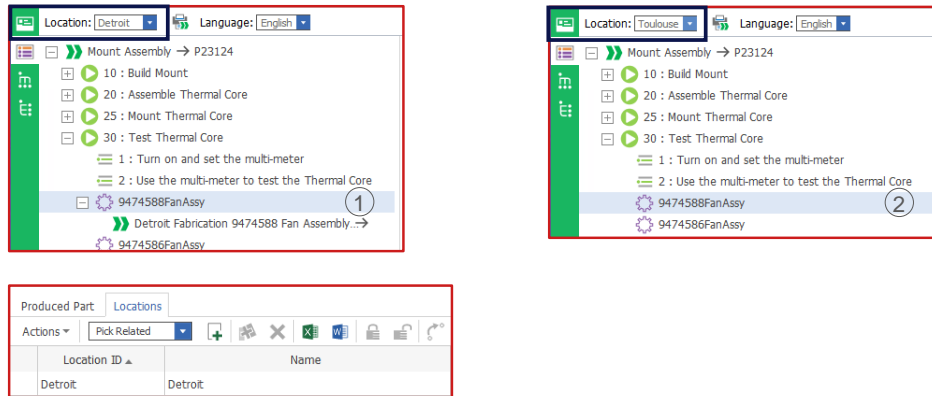 Location: Detroit Language: English
Mount Assembly → P23124
10 : Build Mount
20 : Assemble Thermal Core
25 : Mount Thermal Core
30 : Test Thermal Core
1 : Turn on and set the multi-meter
2 : Use the multi-meter to test the Thermal Core
9474588FanAssy 1
Detroit Fabrication 9474588 Fan Assembly...→
9474586FanAssy
Location: Toulouse Language: English
Mount Assembly → P23124
10 : Build Mount
20 : Assemble Thermal Core
25 : Mount Thermal Core
30 : Test Thermal Core
1 : Turn on and set the multi-meter
2 : Use the multi-meter to test the Thermal Core
9474588FanAssy 2
9474586FanAssy
Produced Part Locations
Actions Pick Related
Location ID Name
Detroit Detroit